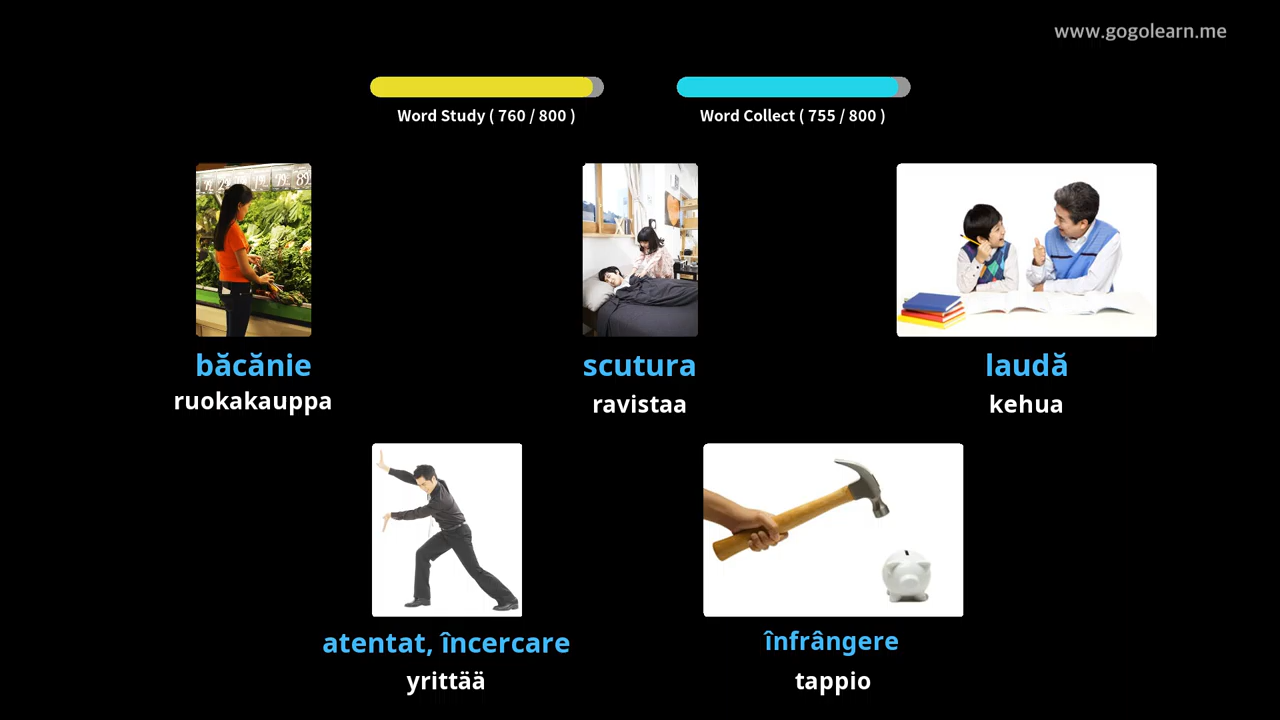 www.gogolearn.me
Word Study ( 760 / 800 )
Word Collect ( 755 / 800 )
băcănie
ruokakauppa
scutura
ravistaa
laudă
kehua
atentat, încercare
yrittää
înfrângere
tappio